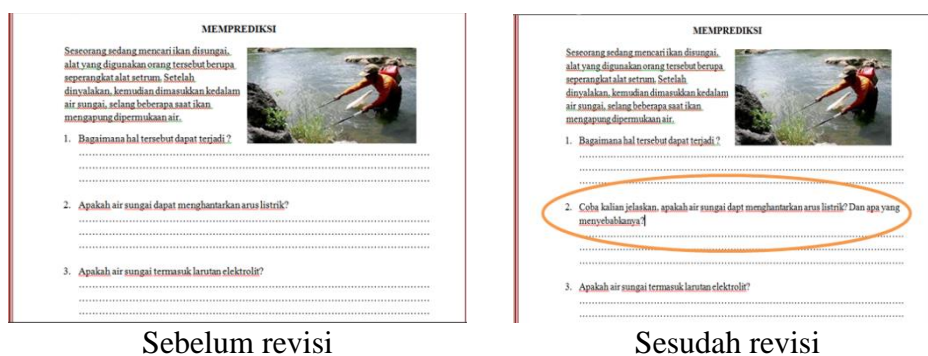 MEMPREDIKSI
Seseorang sedang mencari ikan disungai,
alat yang digunakan orang tersebut berupa
seperangkat alat setrum. Setelah
dinyalakan, kemudian dimasukkan kedalam
air sungai, selang beberapa saat ikan
mengapung dipermukaan air.
1. Bagaimana hal tersebut dapat terjadi ?
2. Apakah air sungai dapat menghantarkan arus listrik?
3. Apakah air sungai termasuk larutan elektrolit?
Sebelum revisi
MEMPREDIKSI
Seseorang sedang mencari ikan disungai,
alat yang digunakan orang tersebut berupa
seperangkat alat setrum. Setelah
dinyalakan, kemudian dimasukkan kedalam
air sungai, selang beberapa saat ikan
mengapung dipermukaan air.
1. Bagaimana hal tersebut dapat terjadi ?
2. Coba kalian jelaskan, apakah air sungai dapt menghantarkan arus listrik? Dan apa yang
menyebabkanya?
3. Apakah air sungai termasuk larutan elektrolit?
Sesudah revisi